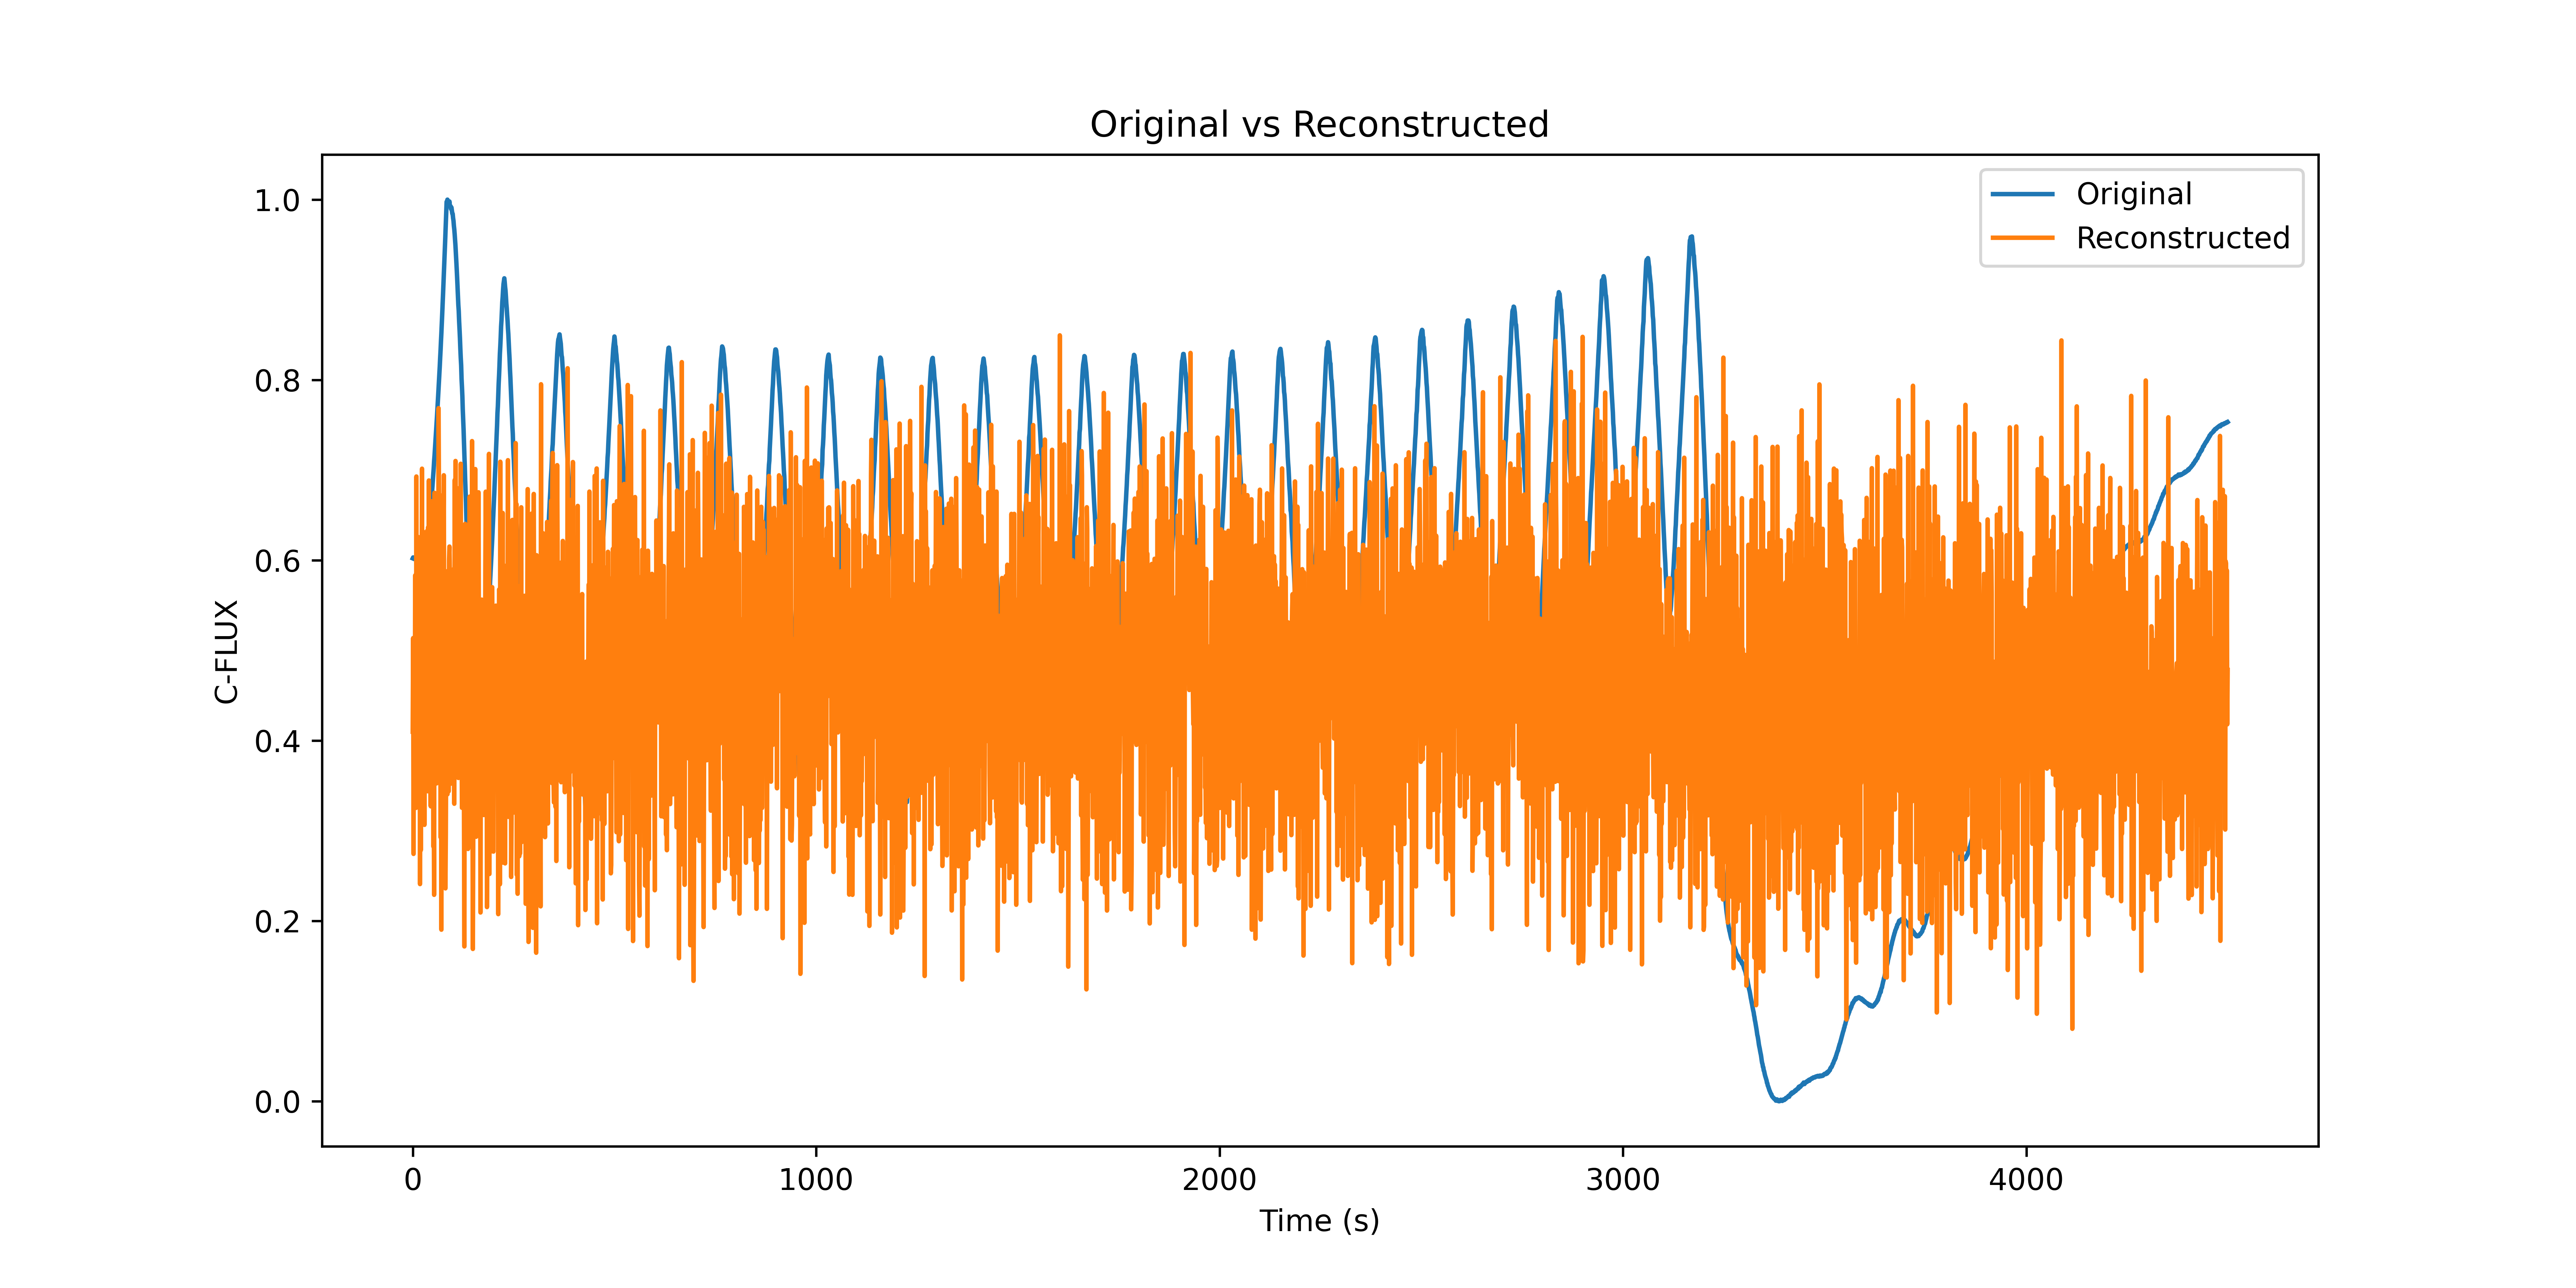 Original vs Reconstructed
Original
Reconstructed
1.0
0.8
0.6
0.4
0.2
0.0
C-FLUX
0 1000 2000 3000 4000
Time (s)